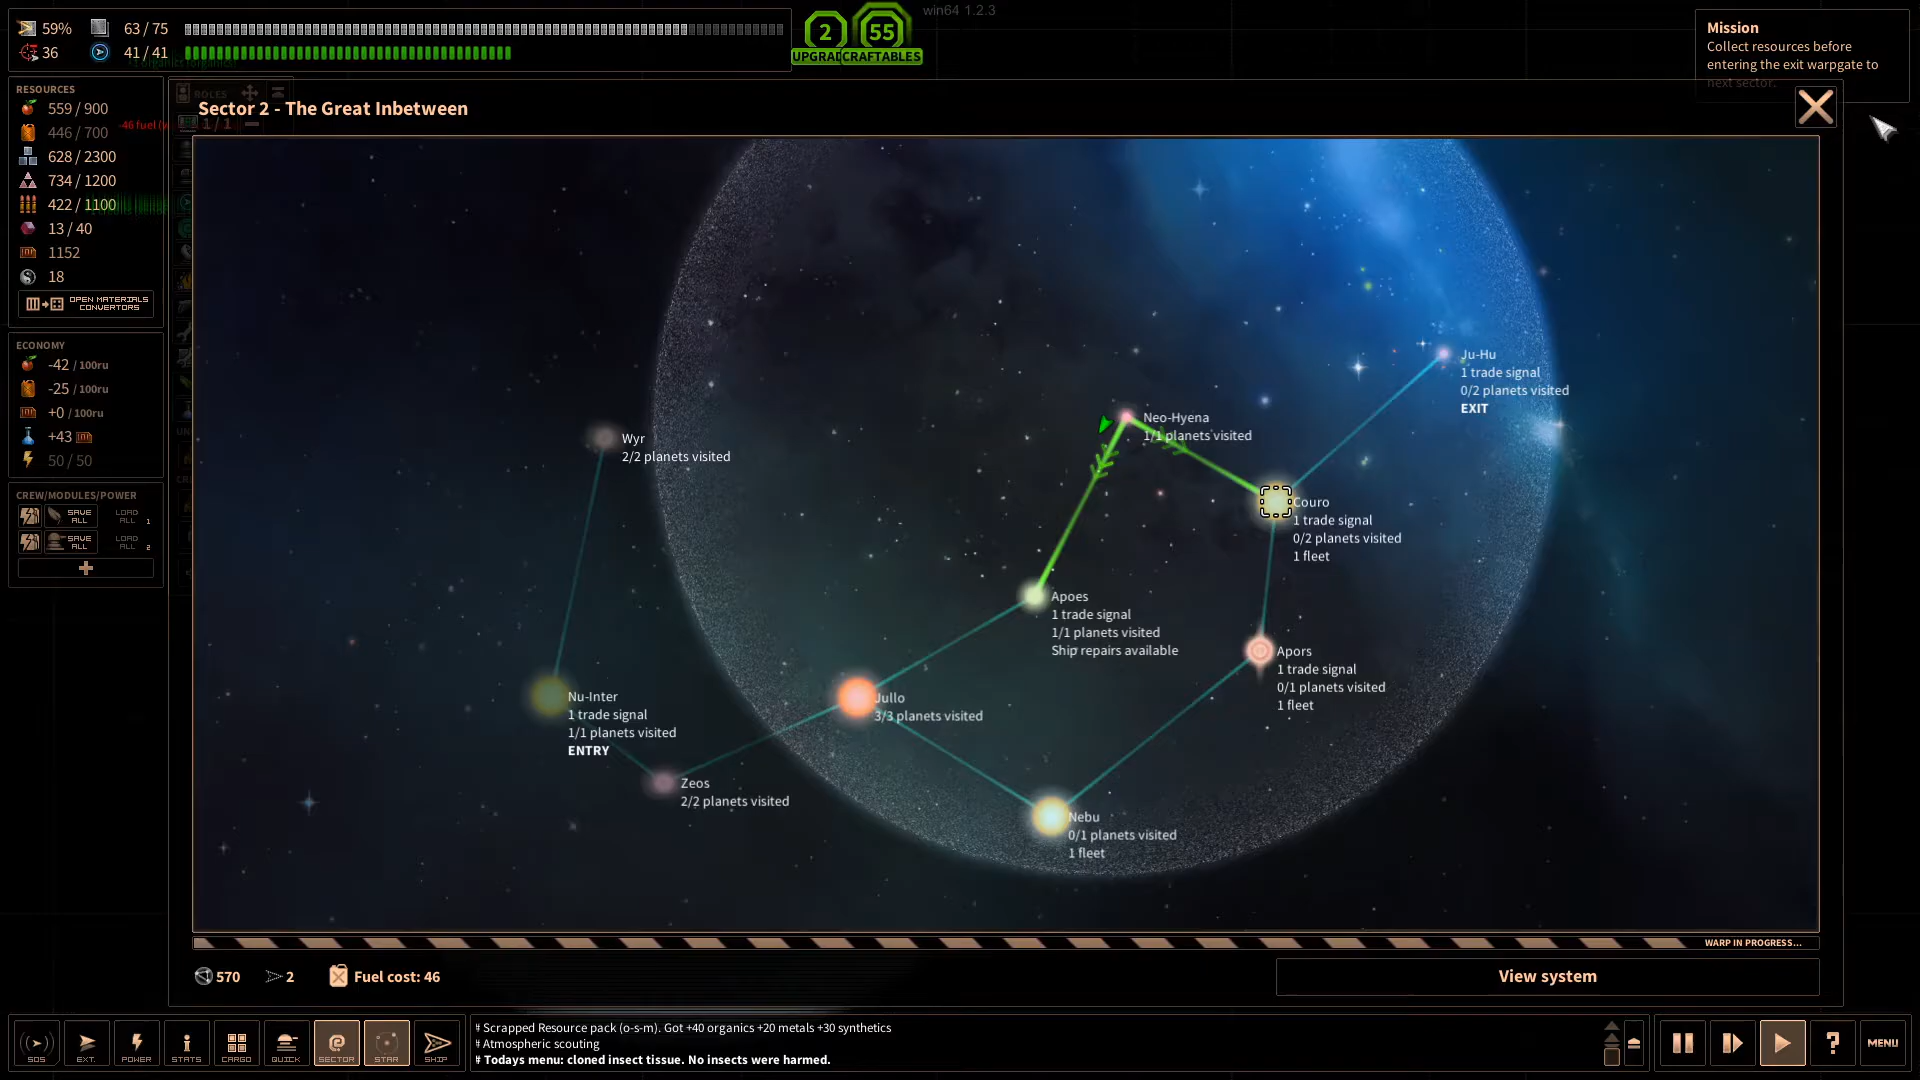 59%
63 / 75
36
41 / 41
2
UPGRAD
55
CRAFTABLES
win64 1.2.3
Mission
Collect resources before
entering the exit warpgate to
next sector.
RESOURCES
559 / 900
446 / 700
628 / 2300
734 / 1200
422 / 1100
13 / 40
1152
18
OPEN MATERIALS
CONVERTORS
ECONOMY
-42 / 100ru
-25 / 100ru
+0 / 100ru
+43
50 / 50
CREW/MODULES/POWER
SAVE ALL
LOAD ALL 1
SAVE ALL
LOAD ALL 2
-46 fuel
ROLES
1 / 1
Sector 2 - The Great Inbetween
Ju-Hu
1 trade signal
0/2 planets visited
EXIT
Neo-Hyena
1/1 planets visited
Wyr
2/2 planets visited
Couro
1 trade signal
0/2 planets visited
1 fleet
Apoes
1 trade signal
1/1 planets visited
Ship repairs available
Apors
1 trade signal
0/1 planets visited
1 fleet
Nu-Inter
1 trade signal
1/1 planets visited
ENTRY
Jullo
3/3 planets visited
Zeos
2/2 planets visited
Nebu
0/1 planets visited
1 fleet
WARP IN PROGRESS...
570
2
Fuel cost: 46
View system
SOS
EXT.
POWER
STATS
CARGO
QUICK
SECTOR
STAR
SHIP
Scrapped Resource pack (o-s-m). Got +40 organics +20 metals +30 synthetics
Atmospheric scouting
Todays menu: cloned insect tissue. No insects were harmed.
?
MENU